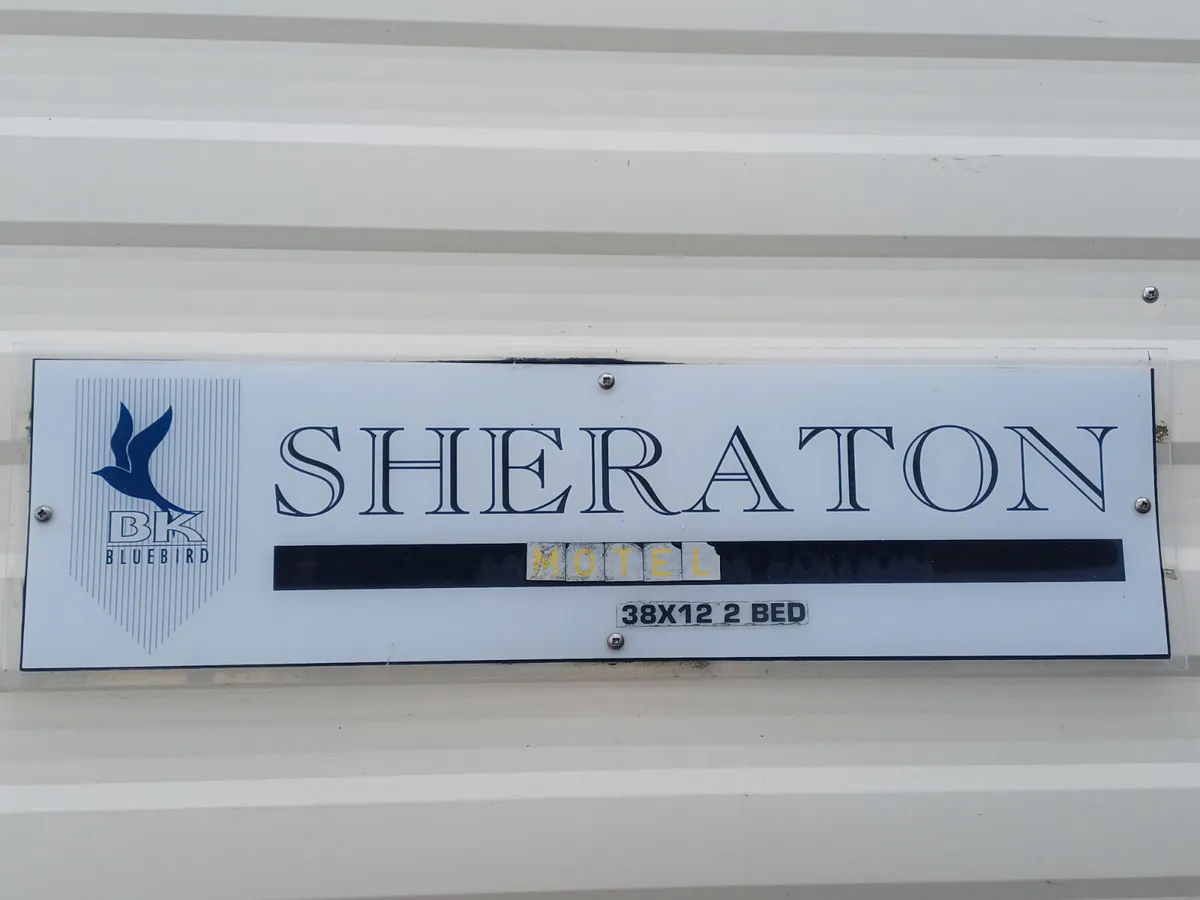 SHERATON
BK
BLUEBIRD
MOTEL
38X12 2 BED